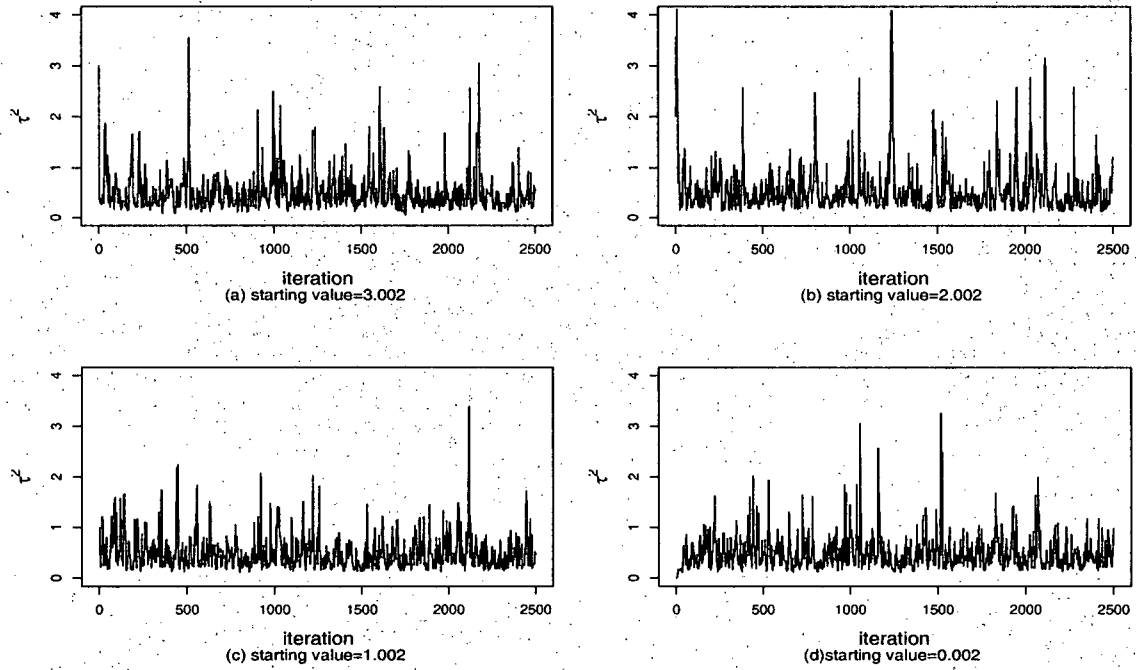 4
3
τ²
2
1
0
0 500 1000 1500 2000 2500
iteration
(a) starting value=3.002
4
3
τ²
2
1
0
0 500 1000 1500 2000 2500
iteration
(b) starting value=2.002
4
3
τ²
2
1
0
0 500 1000 1500 2000 2500
iteration
(c) starting value=1.002
4
3
τ²
2
1
0
0 500 1000 1500 2000 2500
iteration
(d)starting value=0.002